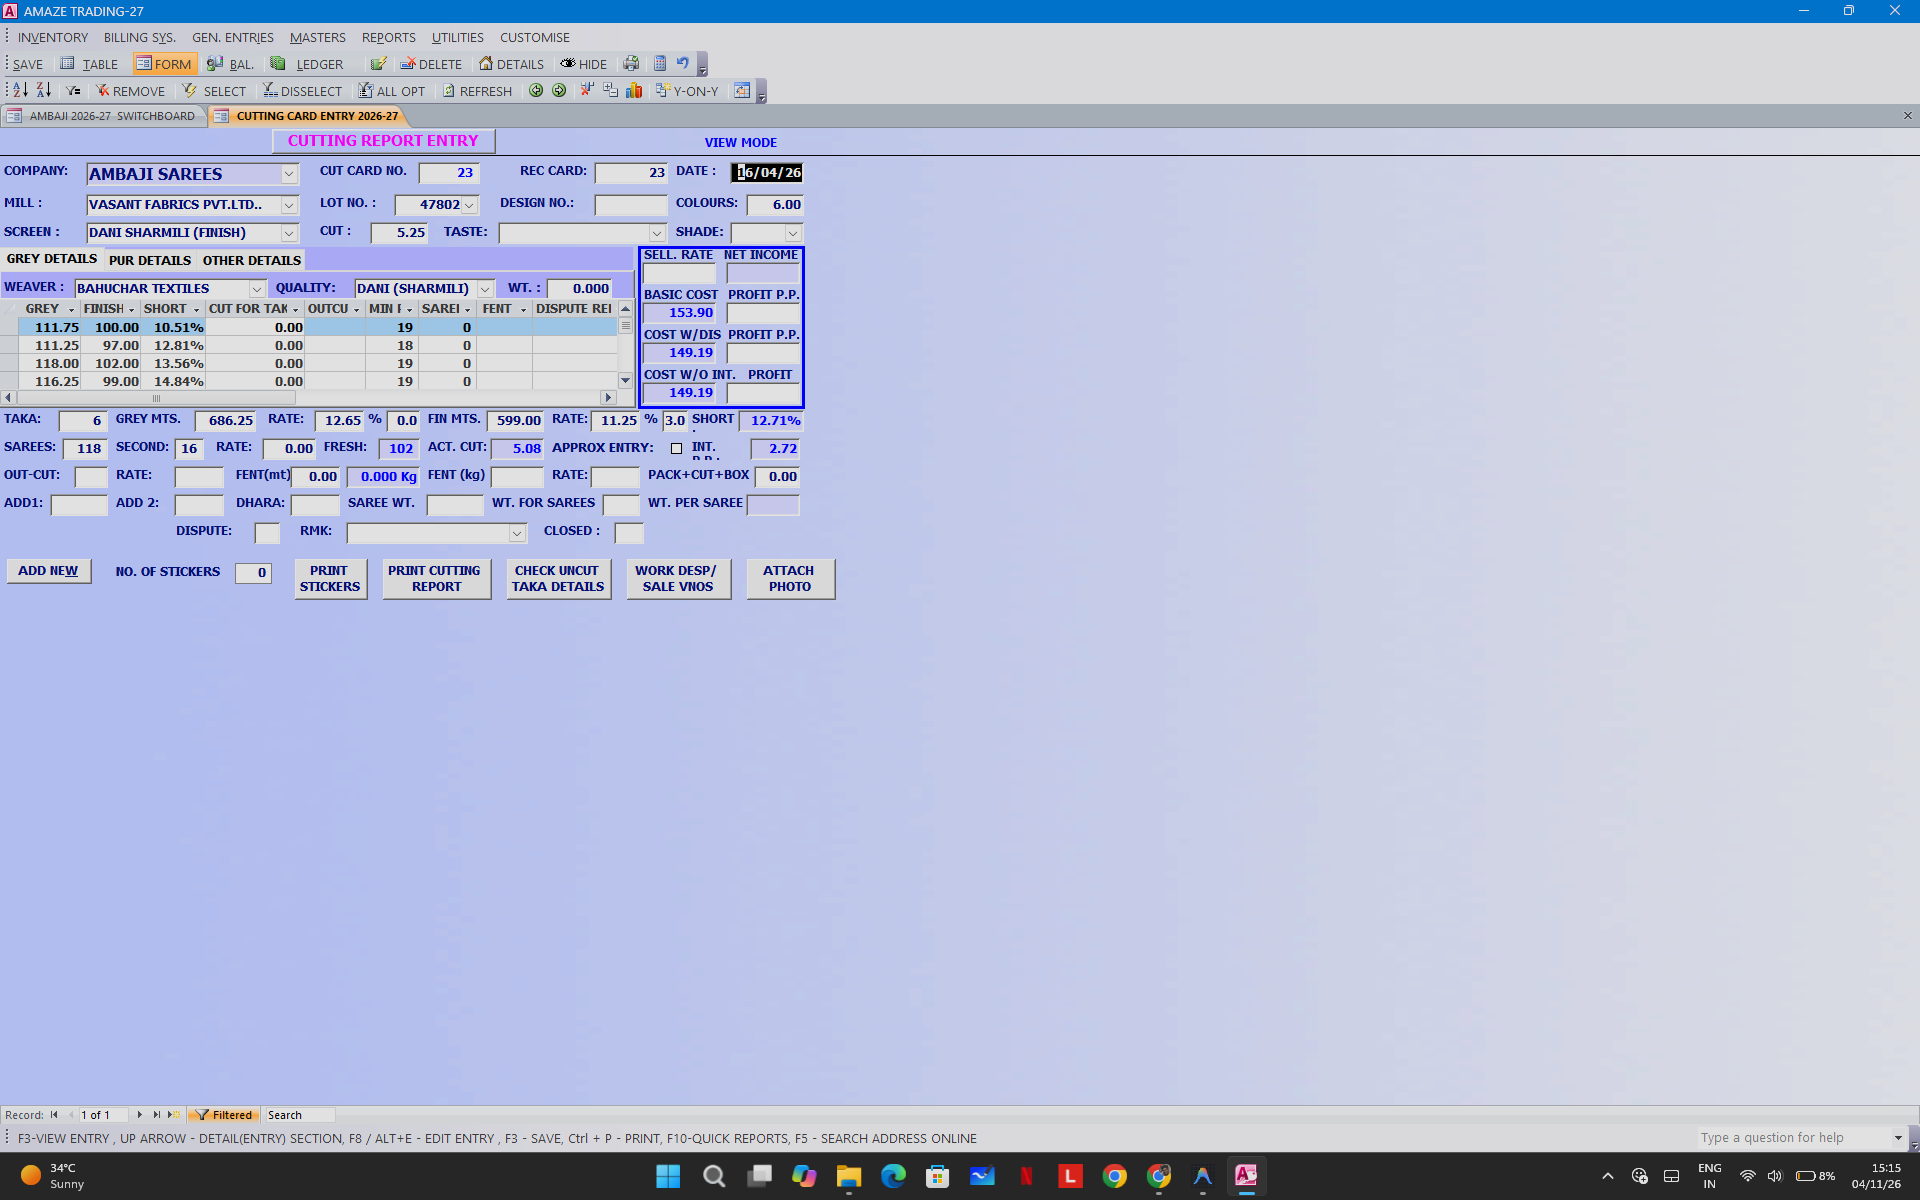 AMAZE TRADING-27
INVENTORY BILLING SYS. GEN. ENTRIES MASTERS REPORTS UTILITIES CUSTOMISE
SAVE TABLE FORM BAL. LEDGER DELETE DETAILS HIDE
REMOVE SELECT DISSELECT ALL OPT REFRESH Y-ON-Y
AMBAJI 2026-27 SWITCHBOARD CUTTING CARD ENTRY 2026-27
CUTTING REPORT ENTRY VIEW MODE
COMPANY: AMBAJI SAREES CUT CARD NO. 23 REC CARD: 23 DATE : 16/04/26
MILL : VASANT FABRICS PVT.LTD.. LOT NO. : 47802 DESIGN NO.: COLOURS: 6.00
SCREEN : DANI SHARMILI (FINISH) CUT : 5.25 TASTE: SHADE:
GREY DETAILS PUR DETAILS OTHER DETAILS
WEAVER : BAHUCHAR TEXTILES QUALITY: DANI (SHARMILI) WT. : 0.000
GREY FINISH SHORT CUT FOR TAK OUTCU MIN F SAREI FENT DISPUTE REI
111.75 100.00 10.51% 0.00 19 0
111.25 97.00 12.81% 0.00 18 0
118.00 102.00 13.56% 0.00 19 0
116.25 99.00 14.84% 0.00 19 0
SELL. RATE NET INCOME
BASIC COST PROFIT P.P.
153.90
COST W/DIS PROFIT P.P.
149.19
COST W/O INT. PROFIT
149.19
TAKA: 6 GREY MTS. 686.25 RATE: 12.65 % 0.0 FIN MTS. 599.00 RATE: 11.25 % 3.0 SHORT 12.71%
SAREES: 118 SECOND: 16 RATE: 0.00 FRESH: 102 ACT. CUT: 5.08 APPROX ENTRY: INT. 2.72
OUT-CUT: RATE: FENT(mt) 0.00 0.000 Kg FENT (kg) RATE: PACK+CUT+BOX 0.00
ADD1: ADD 2: DHARA: SAREE WT. WT. FOR SAREES WT. PER SAREE
DISPUTE: RMK: CLOSED :
ADD NEW NO. OF STICKERS 0
PRINT STICKERS
PRINT CUTTING REPORT
CHECK UNCUT TAKA DETAILS
WORK DESP/ SALE VNOS
ATTACH PHOTO
Record: 1 of 1 Filtered Search
F3-VIEW ENTRY , UP ARROW - DETAIL(ENTRY) SECTION, F8 / ALT+E - EDIT ENTRY , F3 - SAVE, Ctrl + P - PRINT, F10-QUICK REPORTS, F5 - SEARCH ADDRESS ONLINE Type a question for help
34°C
Sunny
ENG
IN
8%
15:15
04/11/26